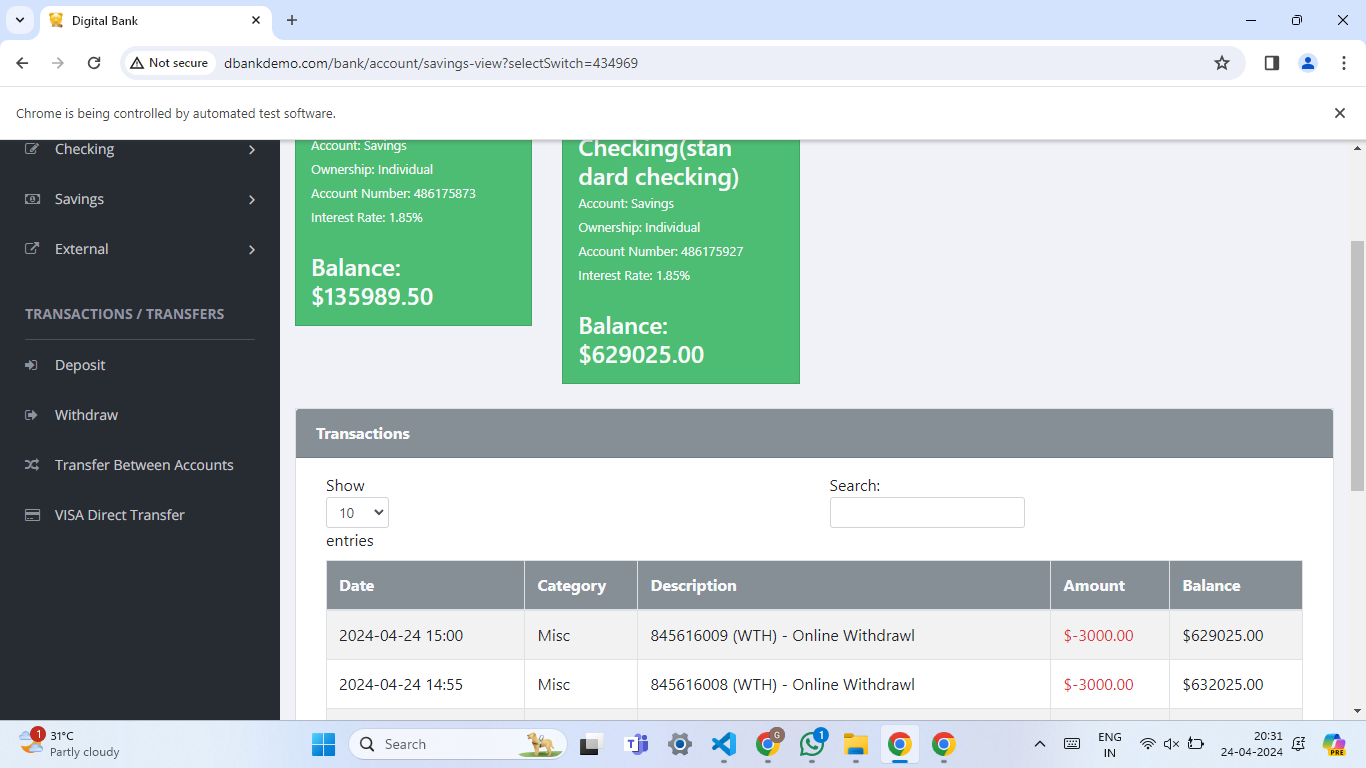 Digital Bank
Not secure
dbankdemo.com/bank/account/savings-view?selectSwitch=434969
Chrome is being controlled by automated test software.
Checking
Savings
External
TRANSACTIONS / TRANSFERS
Deposit
Withdraw
Transfer Between Accounts
VISA Direct Transfer
Account: Savings
Ownership: Individual
Account Number: 486175873
Interest Rate: 1.85%
Balance:
$135989.50
Checking(stan
dard checking)
Account: Savings
Ownership: Individual
Account Number: 486175927
Interest Rate: 1.85%
Balance:
$629025.00
Transactions
Show
10
entries
Search:
Date Category Description Amount Balance
2024-04-24 15:00 Misc 845616009 (WTH) - Online Withdrawl $-3000.00 $629025.00
2024-04-24 14:55 Misc 845616008 (WTH) - Online Withdrawl $-3000.00 $632025.00
1
31°C
Partly cloudy
Search
G
1
ENG
IN
20:31
24-04-2024
PRE